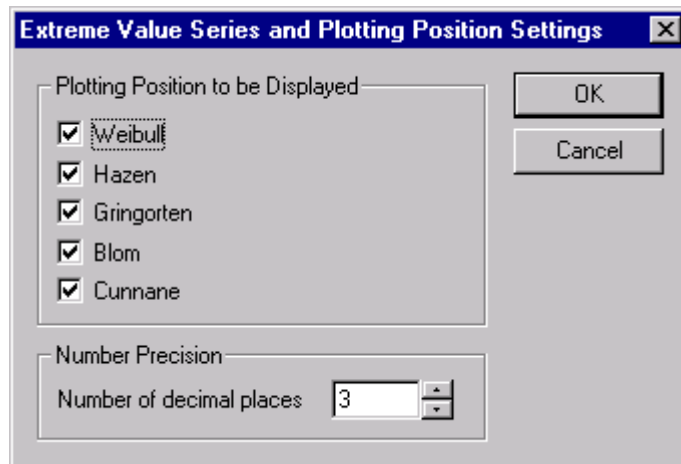 Extreme Value Series and Plotting Position Settings
Plotting Position to be Displayed
Weibull
Hazen
Gringorten
Blom
Cunnane
OK
Cancel
Number Precision
Number of decimal places 3